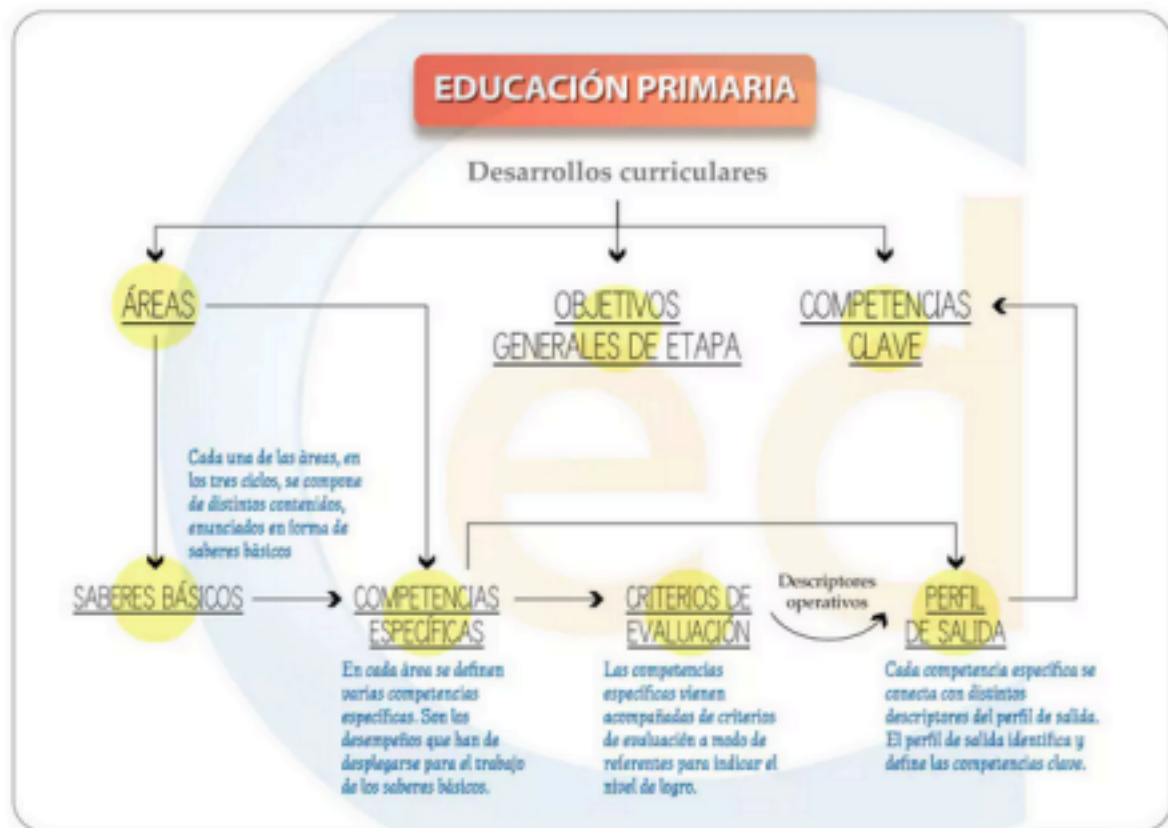 EDUCACIÓN PRIMARIA
Desarrollos curriculares
ÁREAS
OBJETIVOS
GENERALES DE ETAPA
COMPETENCIAS
CLAVE
Cada una de las áreas, en
los tres ciclos, se compone
de distintos contenidos,
enunciados en forma de
saberes básicos
SABERES BÁSICOS
COMPETENCIAS
ESPECÍFICAS
CRITERIOS DE
EVALUACIÓN
Descriptores
operativos
PERFIL
DE SALIDA
En cada área se definen
varias competencias
específicas. Son los
desempeños que han de
desplegarse para el trabajo
de los saberes básicos.
Las competencias
específicas vienen
acompañadas de criterios
de evaluación a modo de
referentes para indicar el
nivel de logro.
Cada competencia específica se
conecta con distintos
descriptores del perfil de salida.
El perfil de salida identifica y
define las competencias clave.
ced